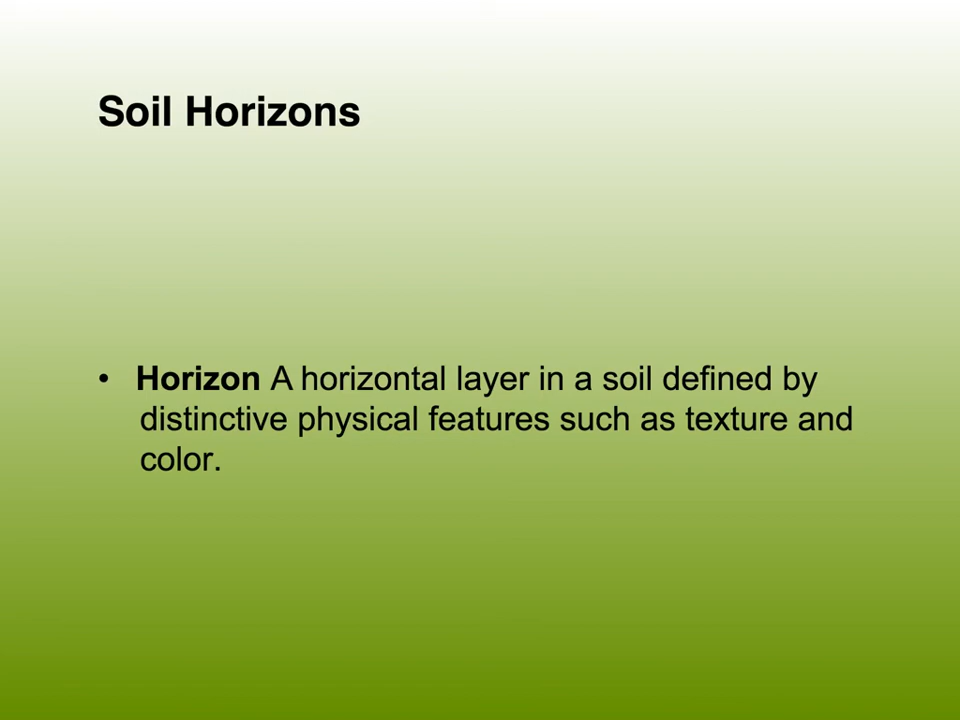 Soil Horizons
• Horizon A horizontal layer in a soil defined by
distinctive physical features such as texture and
color.